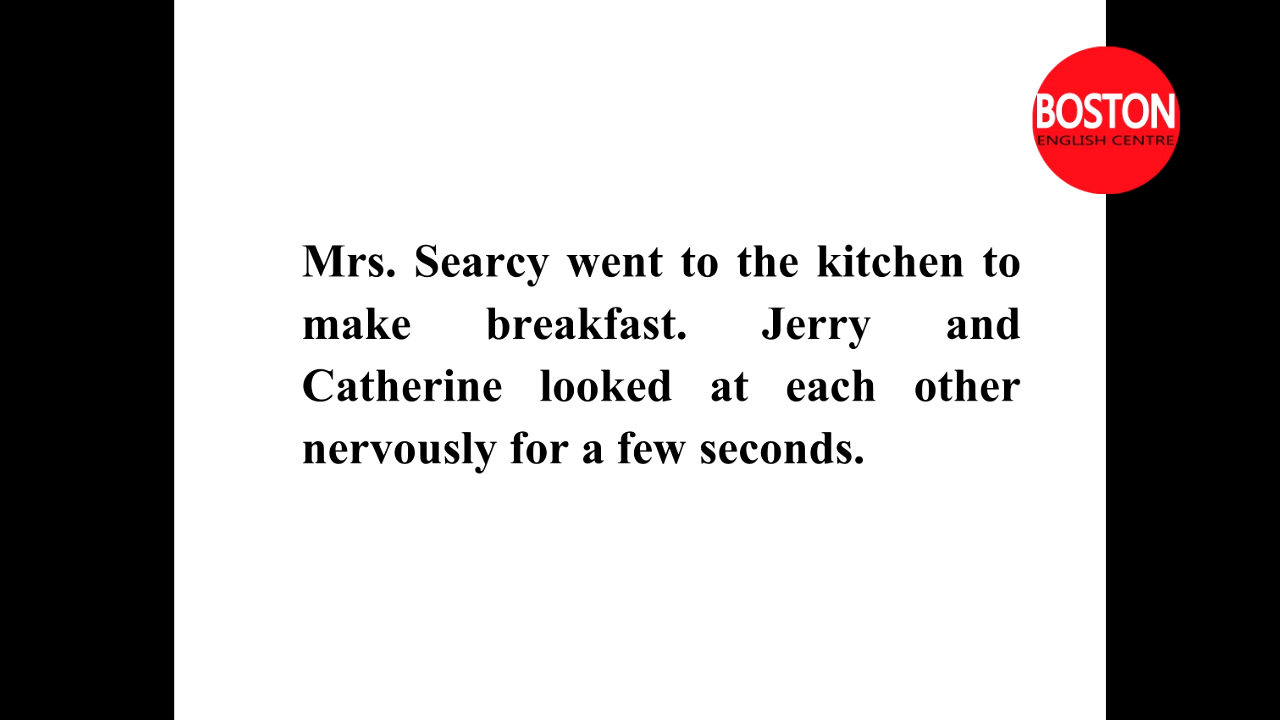 BOSTON
ENGLISH CENTRE
Mrs. Searcy went to the kitchen to
make breakfast. Jerry and
Catherine looked at each other
nervously for a few seconds.